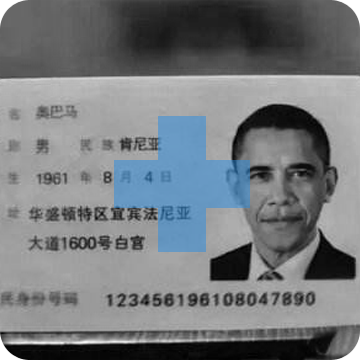 名 奥巴马
别 男 民 族 肯尼亚
生 1961 年 8 月 4 日
址 华盛顿特区宜宾法尼亚
大道1600号白宫
民身份号码 123456196108047890